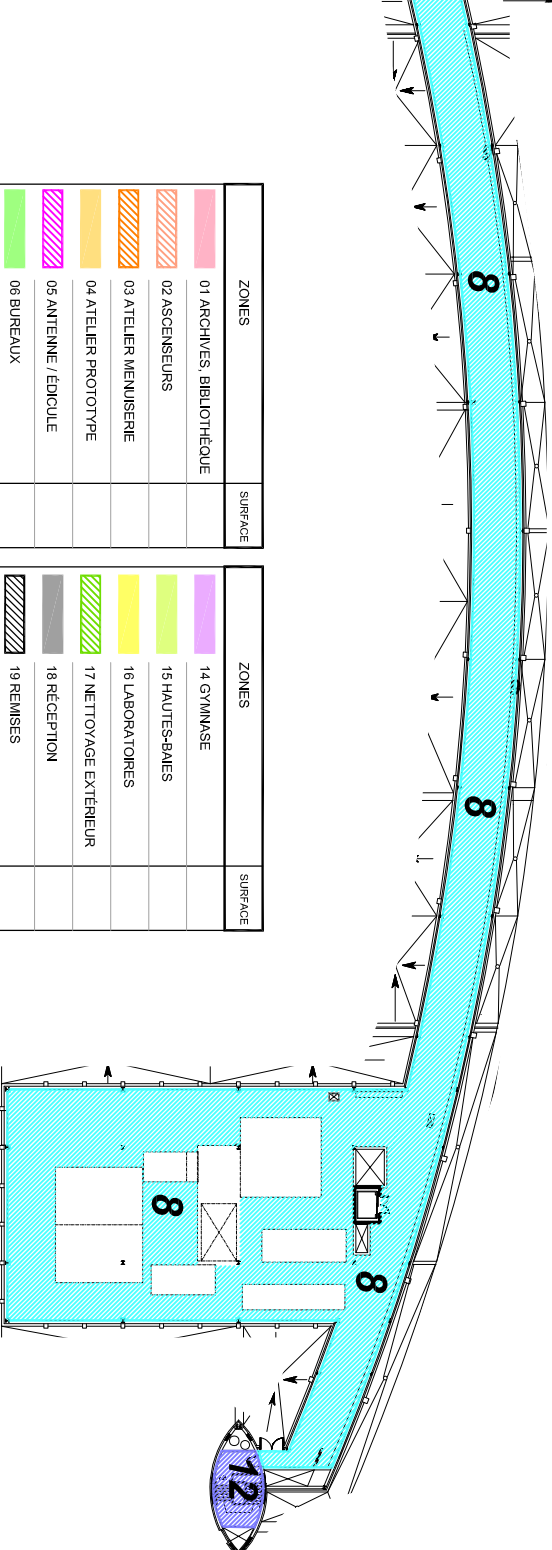 ZONES SURFACE
01 ARCHIVES, BIBLIOTHÈQUE
02 ASCENSEURS
03 ATELIER MENUISERIE
04 ATELIER PROTOTYPE
05 ANTENNE / ÉDICULE
06 BUREAUX
ZONES SURFACE
14 GYMNASE
15 HAUTES-BAIES
16 LABORATOIRES
17 NETTOYAGE EXTÉRIEUR
18 RÉCEPTION
19 REMISES
8
8
8
8
12